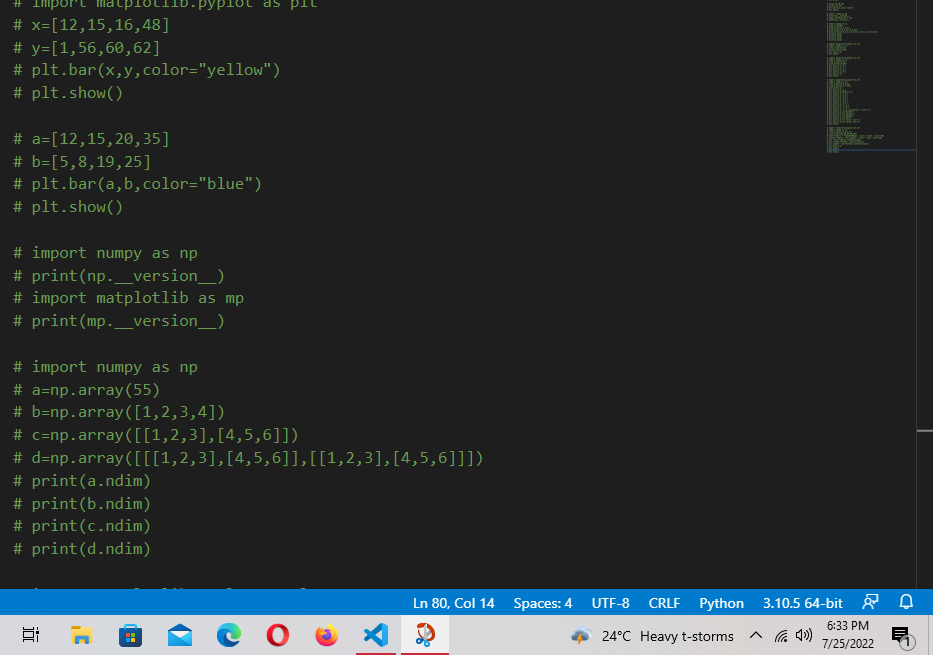 # import matplotlib.pyplot as plt
# x=[12,15,16,48]
# y=[1,56,60,62]
# plt.bar(x,y,color="yellow")
# plt.show()
# a=[12,15,20,35]
# b=[5,8,19,25]
# plt.bar(a,b,color="blue")
# plt.show()
# import numpy as np
# print(np.__version__)
# import matplotlib as mp
# print(mp.__version__)
# import numpy as np
# a=np.array(55)
# b=np.array([1,2,3,4])
# c=np.array([[1,2,3],[4,5,6]])
# d=np.array([[[1,2,3],[4,5,6]],[[1,2,3],[4,5,6]]])
# print(a.ndim)
# print(b.ndim)
# print(c.ndim)
# print(d.ndim)
Ln 80, Col 14 Spaces: 4 UTF-8 CRLF Python 3.10.5 64-bit
24°C Heavy t-storms
6:33 PM
7/25/2022
1